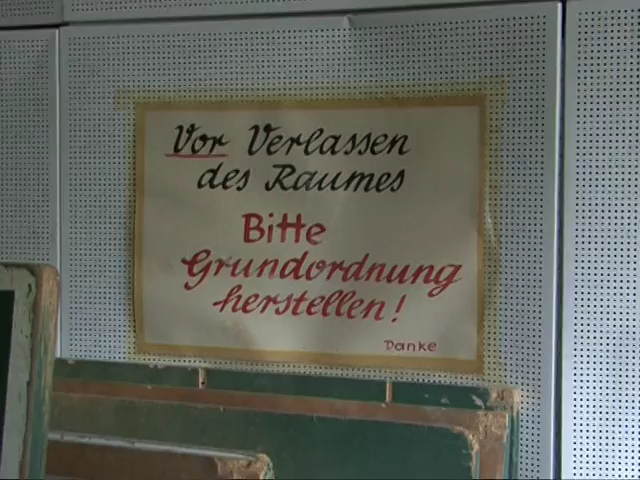 Vor Verlassen
des Raumes
Bitte
Grundordnung
herstellen!
Danke